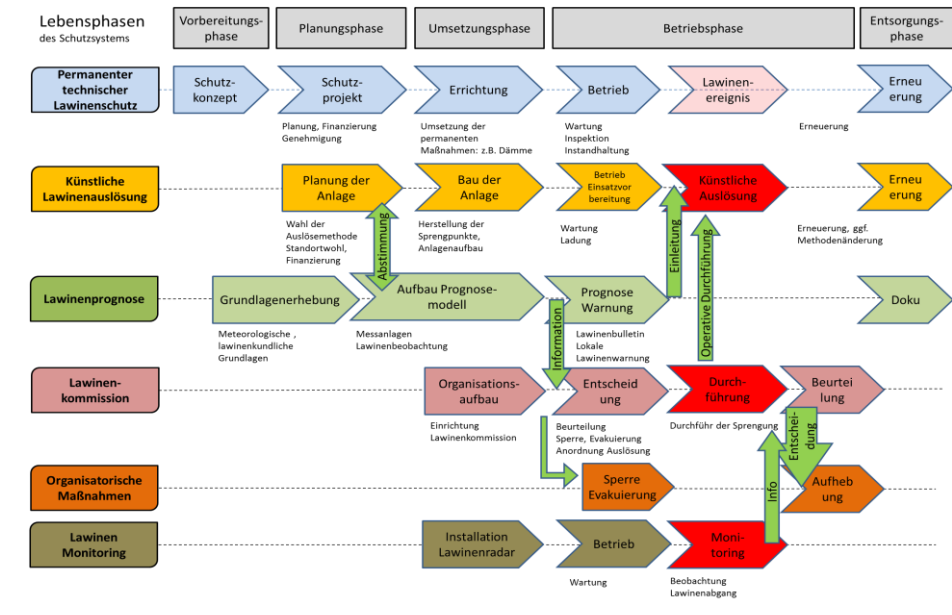 Lebensphasen
des Schutzsystems
Vorbereitungs-
phase
Planungsphase
Umsetzungsphase
Betriebsphase
Entsorgungs-
phase
Permanenter
technischer
Lawinenschutz
Schutz-
konzept
Schutz-
projekt
Errichtung
Betrieb
Lawinen-
ereignis
Erneu
erung
Planung, Finanzierung
Genehmigung
Umsetzung der
permanenten
Maßnahmen: z.B. Dämme
Wartung
Inspektion
Instandhaltung
Erneuerung
Künstliche
Lawinenauslösung
Planung der
Anlage
Bau der
Anlage
Betrieb
Einsatzvor
bereitung
Künstliche
Auslösung
Erneu
erung
Wahl der
Auslösemethode
Standortwohl,
Finanzierung
Abstimmung
Herstellung der
Sprengpunkte,
Anlagenaufbau
Wartung
Ladung
Einleitung
Operative Durchführung
Erneuerung, ggf.
Methodenänderung
Lawinenprognose
Grundlagenerhebung
Aufbau Prognose-
modell
Prognose
Warnung
Doku
Meteorologische ,
lawinenkundliche
Grundlagen
Messanlagen
Lawinenbeobachtung
Information
Lawinenbulletin
Lokale
Lawinenwarnung
Lawinen-
kommission
Organisations-
aufbau
Entscheid
ung
Durch-
führung
Beurtei
lung
Einrichtung
Lawinenkommission
Beurteilung
Sperre, Evakuierung
Anordnung Auslösung
Durchführ der Sprengung
Entschei-
dung
Info
Organisatorische
Maßnahmen
Sperre
Evakuierung
Aufheb
ung
Lawinen
Monitoring
Installation
Lawinenradar
Betrieb
Moni-
toring
Wartung
Beobachtung
Lawinenabgang